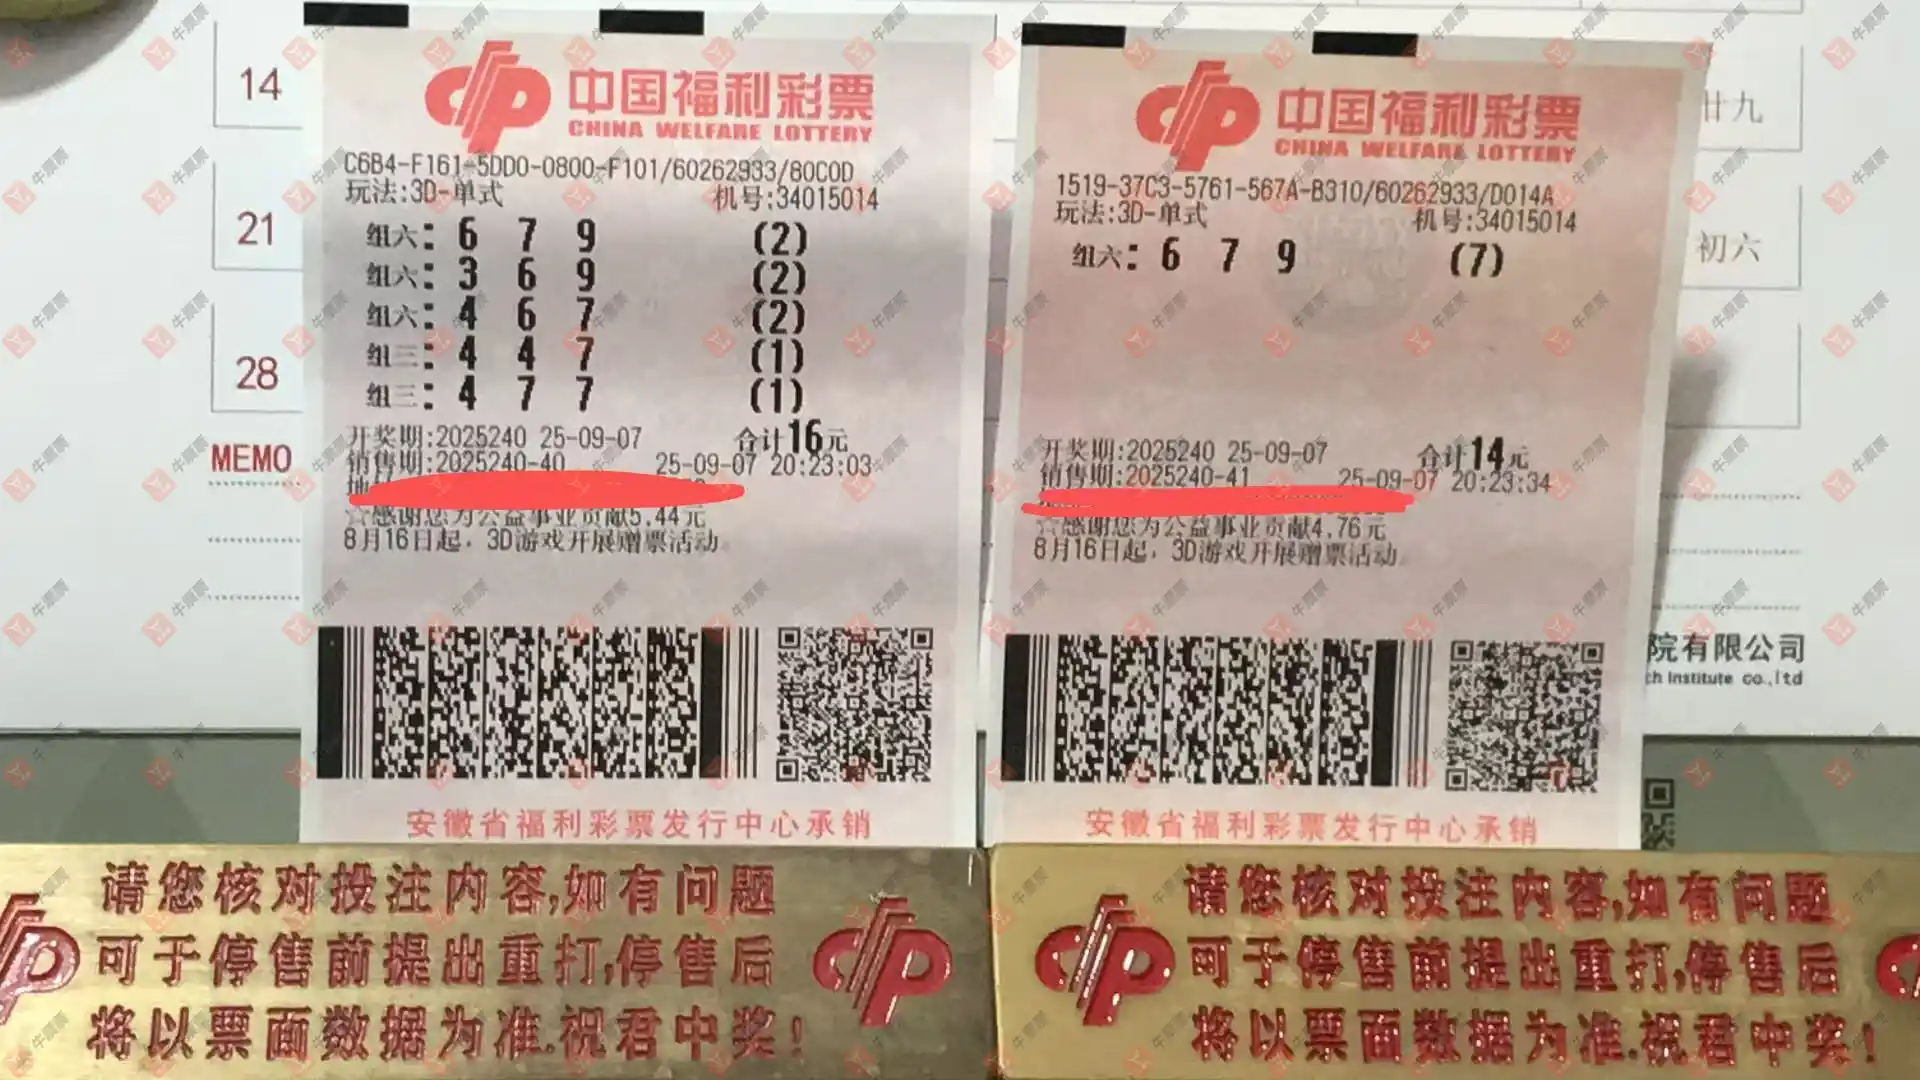 14
21
28
MEMO
中国福利彩票
CHINA WELFARE LOTTERY
C6B4-F161-5DD0-0800-F101/60262933/80C0D
玩法:3D-单式 机号:34015014
组六: 6 7 9 (2)
组六: 3 6 9 (2)
组六: 4 6 7 (2)
组三: 4 4 7 (1)
组三: 4 7 7 (1)
开奖期:2025240 25-09-07 合计16元
销售期:2025240-40 25-09-07 20:23:03
☆感谢您为公益事业贡献5.44元
8月16日起，3D游戏开展赠票活动。
安徽省福利彩票发行中心承销
中国福利彩票
CHINA WELFARE LOTTERY
1519-37C3-5761-567A-B310/60262933/D014A
玩法:3D-单式 机号:34015014
组六: 6 7 9 (7)
开奖期:2025240 25-09-07 合计14元
销售期:2025240-41 25-09-07 20:23:34
☆感谢您为公益事业贡献4.76元
8月16日起，3D游戏开展赠票活动。
安徽省福利彩票发行中心承销
廿九
初六
院有限公司
ch Institute co.,ltd
请您核对投注内容,如有问题
可于停售前提出重打,停售后
将以票面数据为准.祝君中奖!
请您核对投注内容,如有问题
可于停售前提出重打,停售后
将以票面数据为准.祝君中奖!
牛票票